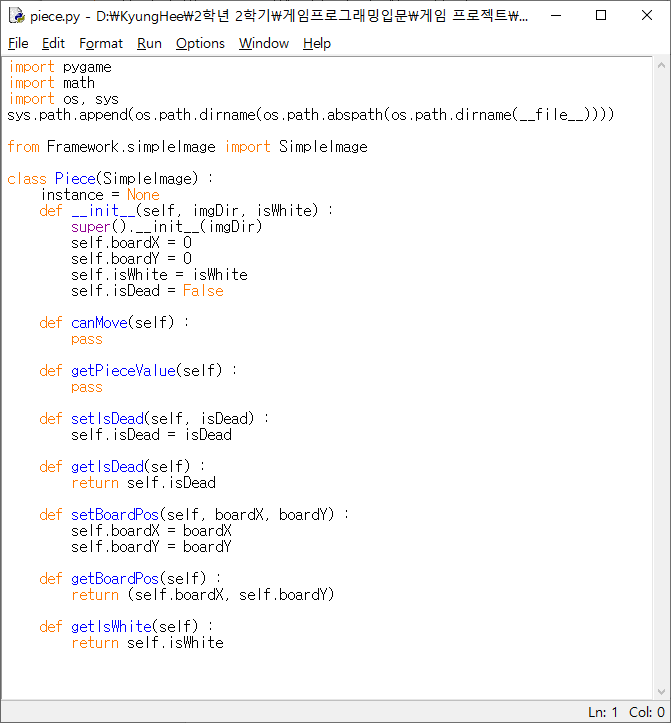 piece.py - D:\KyungHee\2학년 2학기\게임프로그래밍입문\게임 프로젝트\...
File Edit Format Run Options Window Help
import pygame
import math
import os, sys
sys.path.append(os.path.dirname(os.path.abspath(os.path.dirname(__file__))))

from Framework.simpleImage import SimpleImage

class Piece(SimpleImage) :
    instance = None
    def __init__(self, imgDir, isWhite) :
        super().__init__(imgDir)
        self.boardX = 0
        self.boardY = 0
        self.isWhite = isWhite
        self.isDead = False

    def canMove(self) :
        pass

    def getPieceValue(self) :
        pass

    def setIsDead(self, isDead) :
        self.isDead = isDead

    def getIsDead(self) :
        return self.isDead

    def setBoardPos(self, boardX, boardY) :
        self.boardX = boardX
        self.boardY = boardY

    def getBoardPos(self) :
        return (self.boardX, self.boardY)

    def getIsWhite(self) :
        return self.isWhite
Ln: 1 Col: 0